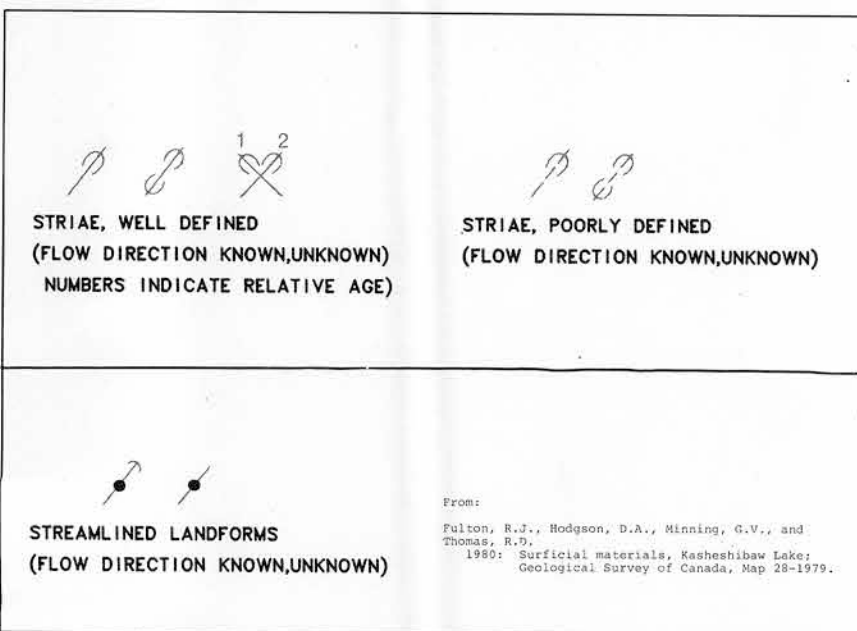 1 2
STRIAE, WELL DEFINED
(FLOW DIRECTION KNOWN,UNKNOWN)
NUMBERS INDICATE RELATIVE AGE)
STRIAE, POORLY DEFINED
(FLOW DIRECTION KNOWN,UNKNOWN)
STREAMLINED LANDFORMS
(FLOW DIRECTION KNOWN,UNKNOWN)
From:
Fulton, R.J., Hodgson, D.A., Minning, G.V., and
Thomas, R.D.
1980: Surficial materials, Kasheshibaw Lake;
Geological Survey of Canada, Map 28-1979.